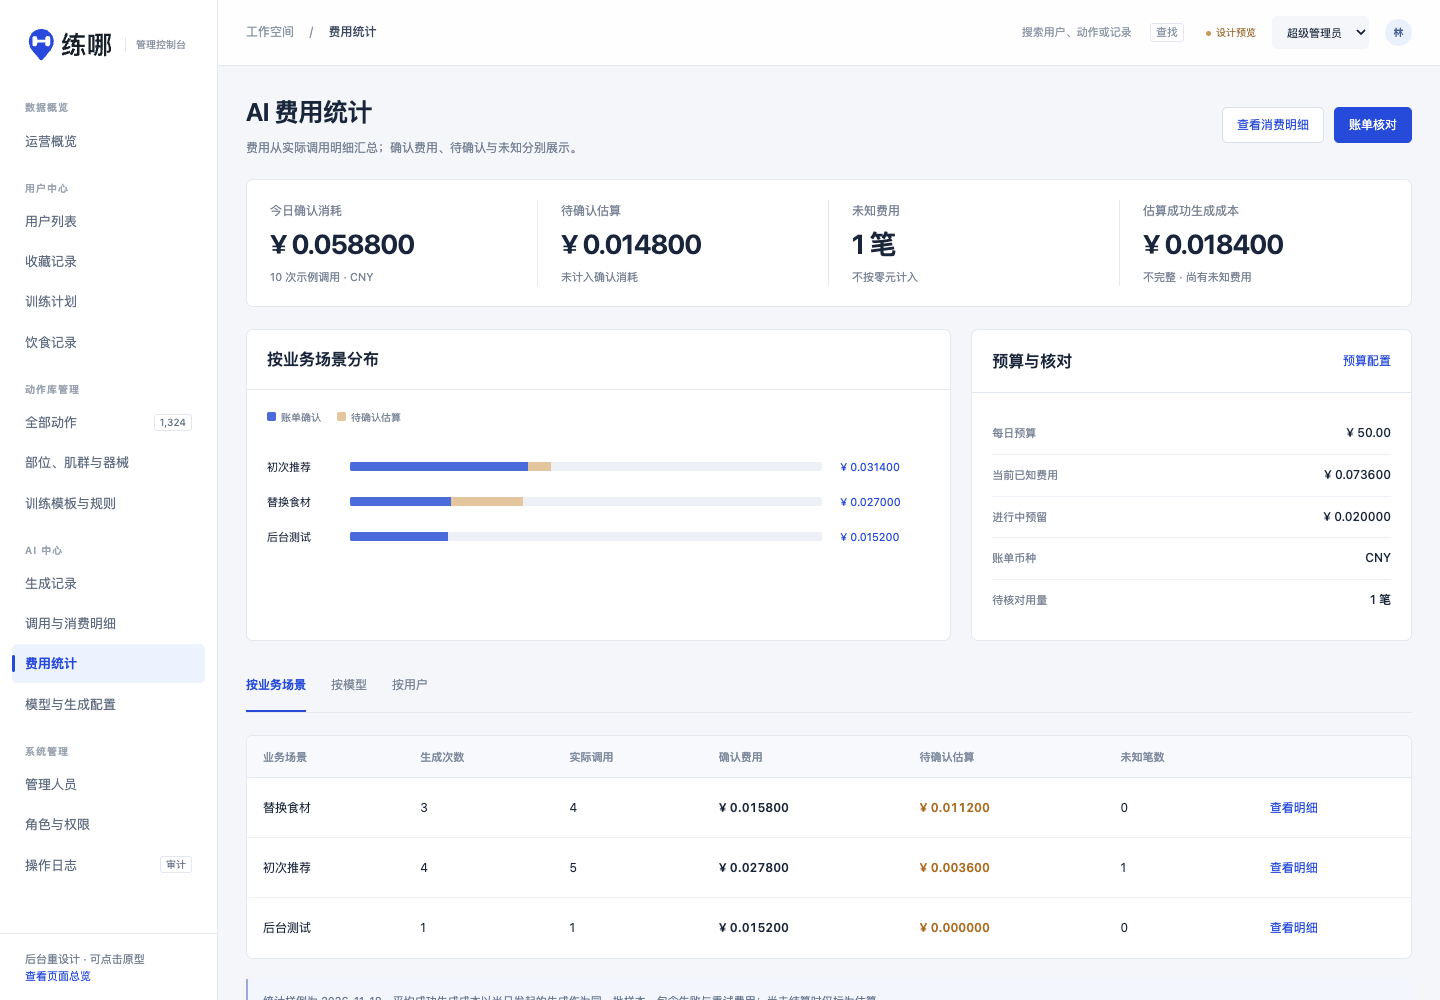 练哪 管理控制台
数据概览
运营概览
用户中心
用户列表
收藏记录
训练计划
饮食记录
动作库管理
全部动作 1,324
部位、肌群与器械
训练模板与规则
AI 中心
生成记录
调用与消费明细
费用统计
模型与生成配置
系统管理
管理人员
角色与权限
操作日志 审计
后台重设计 · 可点击原型
查看页面总览
工作空间 / 费用统计
搜索用户、动作或记录 查找 设计预览 超级管理员 林
AI 费用统计
费用从实际调用明细汇总；确认费用、待确认与未知分别展示。
查看消费明细 账单核对
今日确认消耗
¥ 0.058800
10 次示例调用 · CNY
待确认估算
¥ 0.014800
未计入确认消耗
未知费用
1 笔
不按零元计入
估算成功生成成本
¥ 0.018400
不完整 · 尚有未知费用
按业务场景分布
账单确认 待确认估算
初次推荐 ¥ 0.031400
替换食材 ¥ 0.027000
后台测试 ¥ 0.015200
预算与核对 预算配置
每日预算 ¥ 50.00
当前已知费用 ¥ 0.073600
进行中预留 ¥ 0.020000
账单币种 CNY
待核对用量 1 笔
按业务场景 按模型 按用户
业务场景 生成次数 实际调用 确认费用 待确认估算 未知笔数
替换食材 3 4 ¥ 0.015800 ¥ 0.011200 0 查看明细
初次推荐 4 5 ¥ 0.027800 ¥ 0.003600 1 查看明细
后台测试 1 1 ¥ 0.015200 ¥ 0.000000 0 查看明细